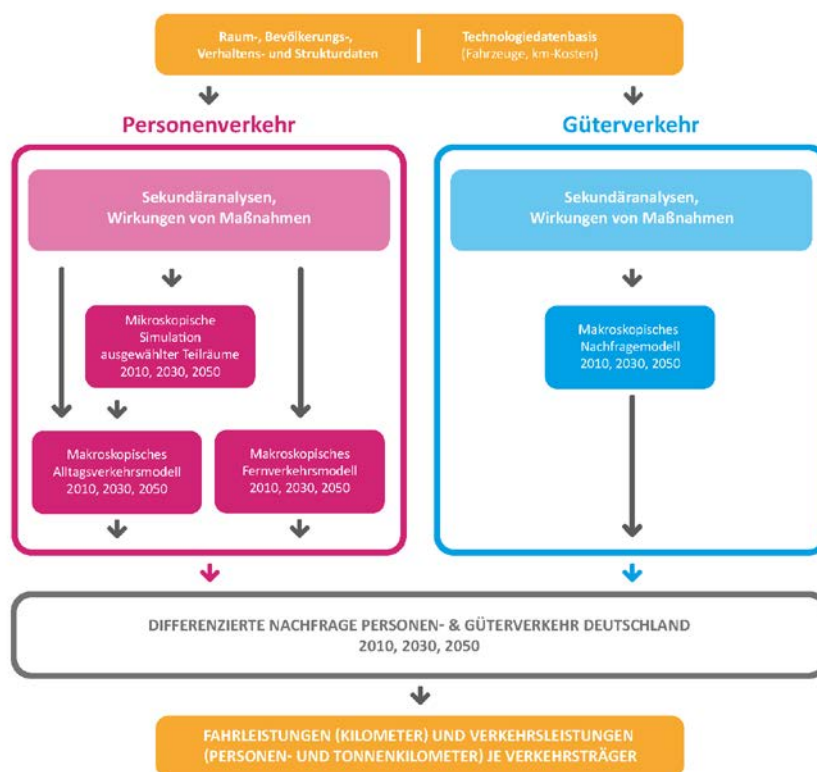 Raum-, Bevölkerungs-,
Verhaltens- und Strukturdaten
Technologiedatenbasis
(Fahrzeuge, km-Kosten)
Personenverkehr
Sekundäranalysen,
Wirkungen von Maßnahmen
Mikroskopische
Simulation
ausgewählter Teilräume
2010, 2030, 2050
Makroskopisches
Alltagsverkehrsmodell
2010, 2030, 2050
Makroskopisches
Fernverkehrsmodell
2010, 2030, 2050
Güterverkehr
Sekundäranalysen,
Wirkungen von Maßnahmen
Makroskopisches
Nachfragemodell
2010, 2030, 2050
DIFFERENZIERTE NACHFRAGE PERSONEN- & GÜTERVERKEHR DEUTSCHLAND
2010, 2030, 2050
FAHRLEISTUNGEN (KILOMETER) UND VERKEHRSLEISTUNGEN
(PERSONEN- UND TONNENKILOMETER) JE VERKEHRSTRÄGER